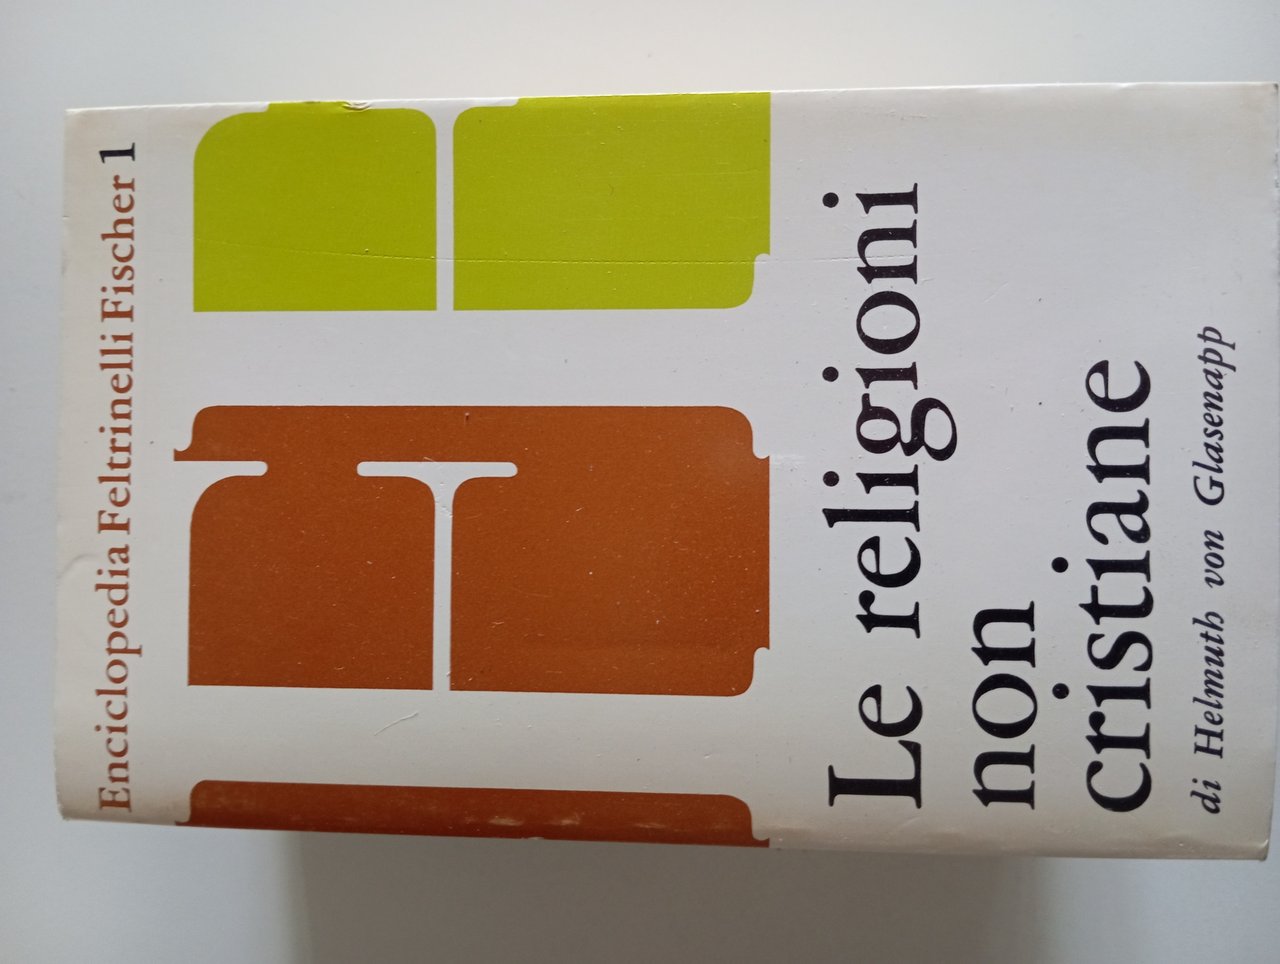 Enciclopedia Feltrinelli Fischer 1
Le religioni
non
cristiane
di Helmuth von Glasenapp